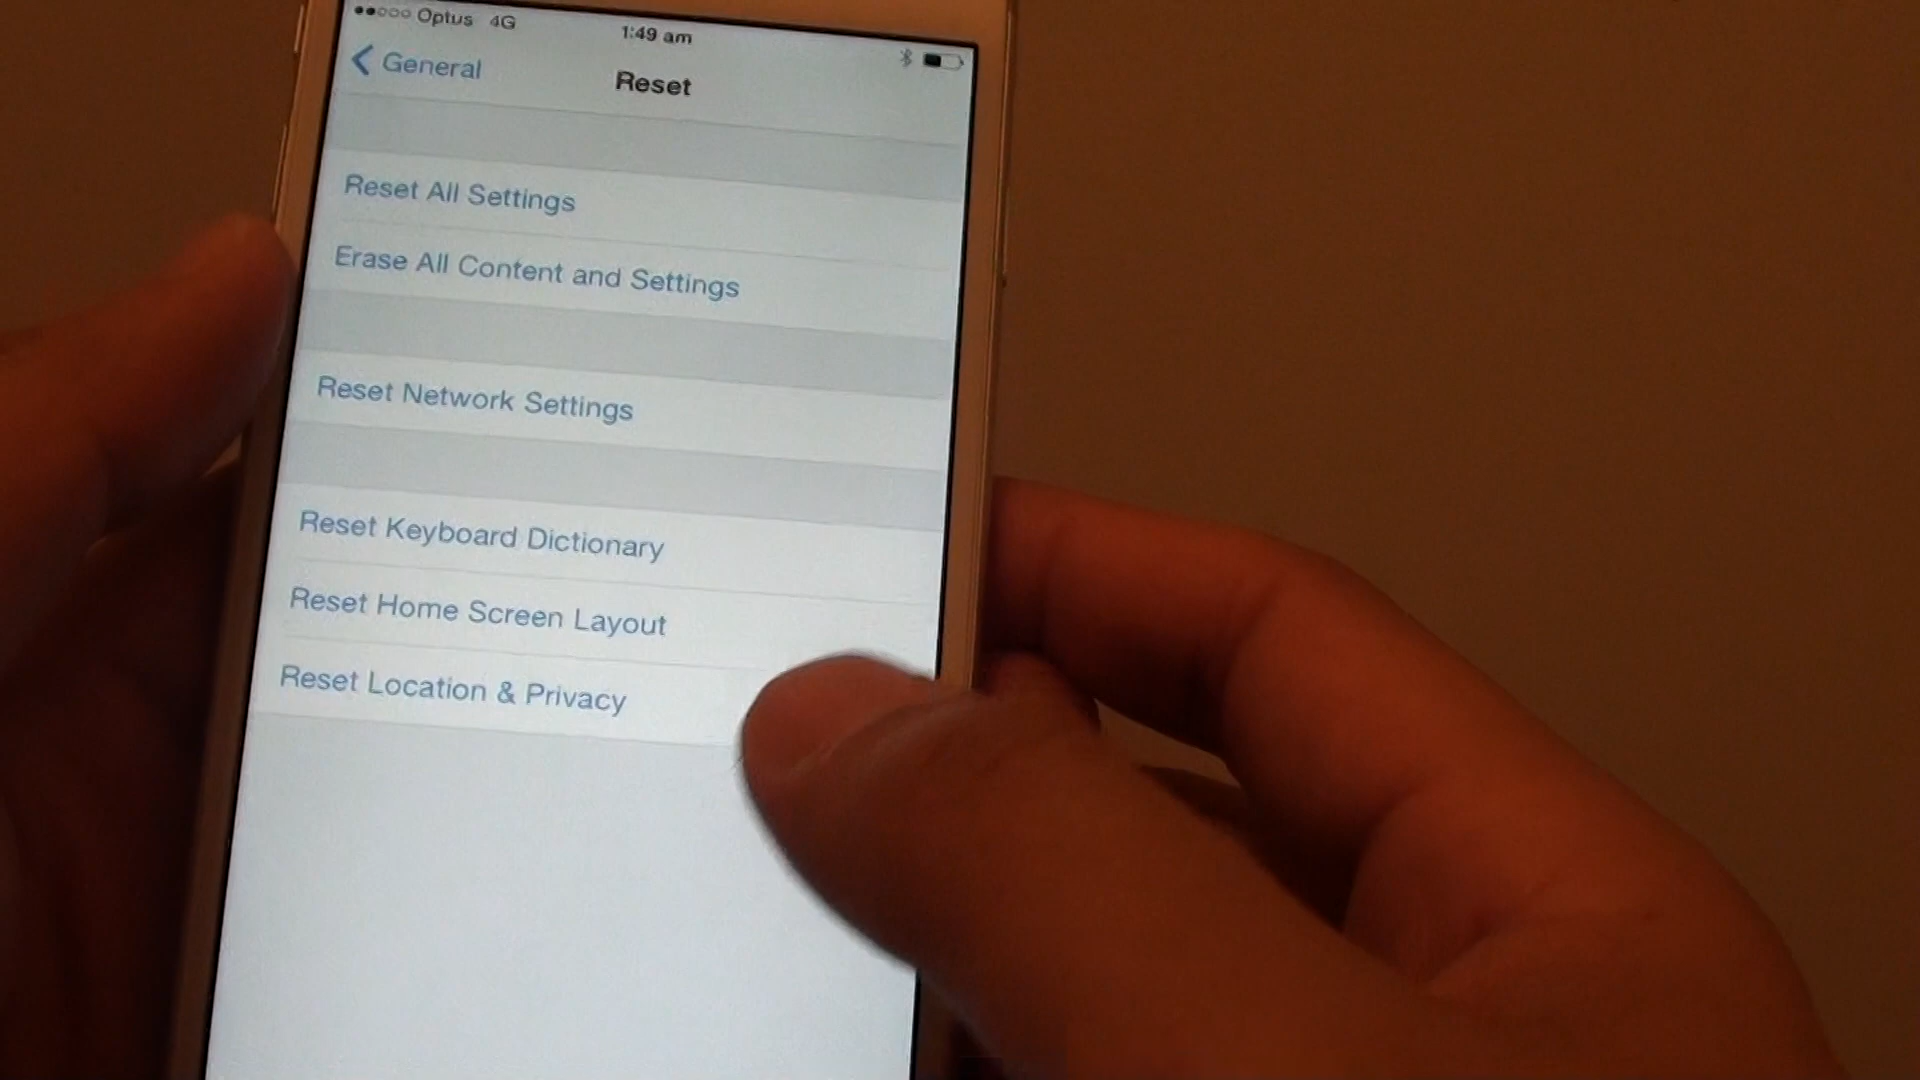 Optus 4G
1:49 am
General
Reset
Reset All Settings
Erase All Content and Settings
Reset Network Settings
Reset Keyboard Dictionary
Reset Home Screen Layout
Reset Location & Privacy